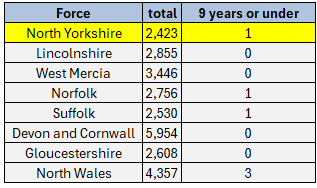 Force total 9 years or under
North Yorkshire 2,423 1
Lincolnshire 2,855 0
West Mercia 3,446 0
Norfolk 2,756 1
Suffolk 2,530 1
Devon and Cornwall 5,954 0
Gloucestershire 2,608 0
North Wales 4,357 3